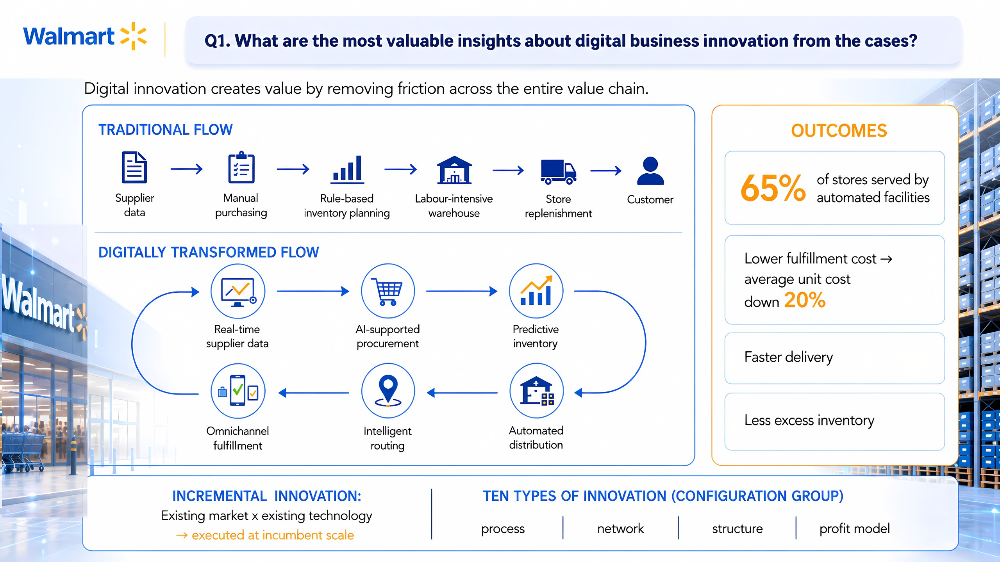 Walmart
Q1. What are the most valuable insights about digital business innovation from the cases?
Digital innovation creates value by removing friction across the entire value chain.
TRADITIONAL FLOW
Supplier
data
Manual
purchasing
Rule-based
inventory planning
Labour-intensive
warehouse
Store
replenishment
Customer
DIGITALLY TRANSFORMED FLOW
Real-time
supplier data
AI-supported
procurement
Predictive
inventory
Omnichannel
fulfillment
Intelligent
routing
Automated
distribution
OUTCOMES
65%
of stores served by
automated facilities
Lower fulfillment cost →
average unit cost
down 20%
Faster delivery
Less excess inventory
Walmart
INCREMENTAL INNOVATION:
Existing market x existing technology
→ executed at incumbent scale
TEN TYPES OF INNOVATION (CONFIGURATION GROUP)
process
network
structure
profit model